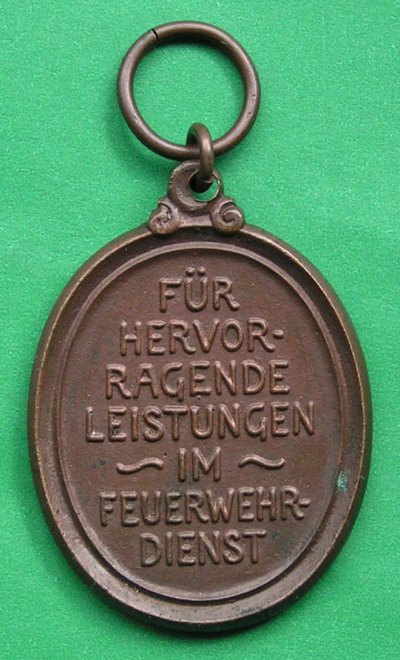 FÜR
HERVOR-
RAGENDE
LEISTUNGEN
~ IM ~
FEUERWEHR-
DIENST